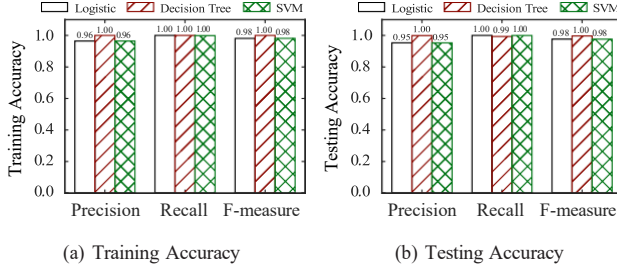 Logistic Decision Tree SVM
0.96 1.00 0.96 1.00 1.00 1.00 0.98 1.00 0.98
1.0
0.8
0.6
0.4
0.2
0.0
Training Accuracy
Precision Recall F-measure
(a) Training Accuracy
Logistic Decision Tree SVM
0.95 1.00 0.95 1.00 0.99 1.00 0.98 1.00 0.98
1.0
0.8
0.6
0.4
0.2
0.0
Testing Accuracy
Precision Recall F-measure
(b) Testing Accuracy